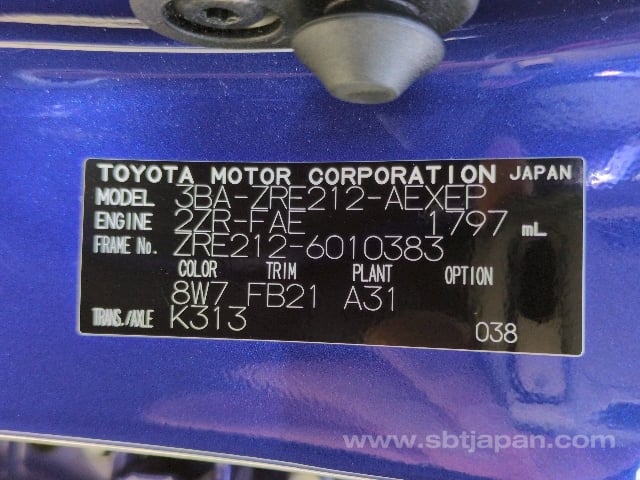 TOYOTA MOTOR CORPORATION JAPAN
MODEL 3BA-ZRE212-AEXEP
ENGINE 2ZR-FAE 1797 mL
FRAME No. ZRE212-6010383
COLOR TRIM PLANT OPTION
8W7 FB21 A31
TRANS./AXLE K313
038
www.sbtjapan.com